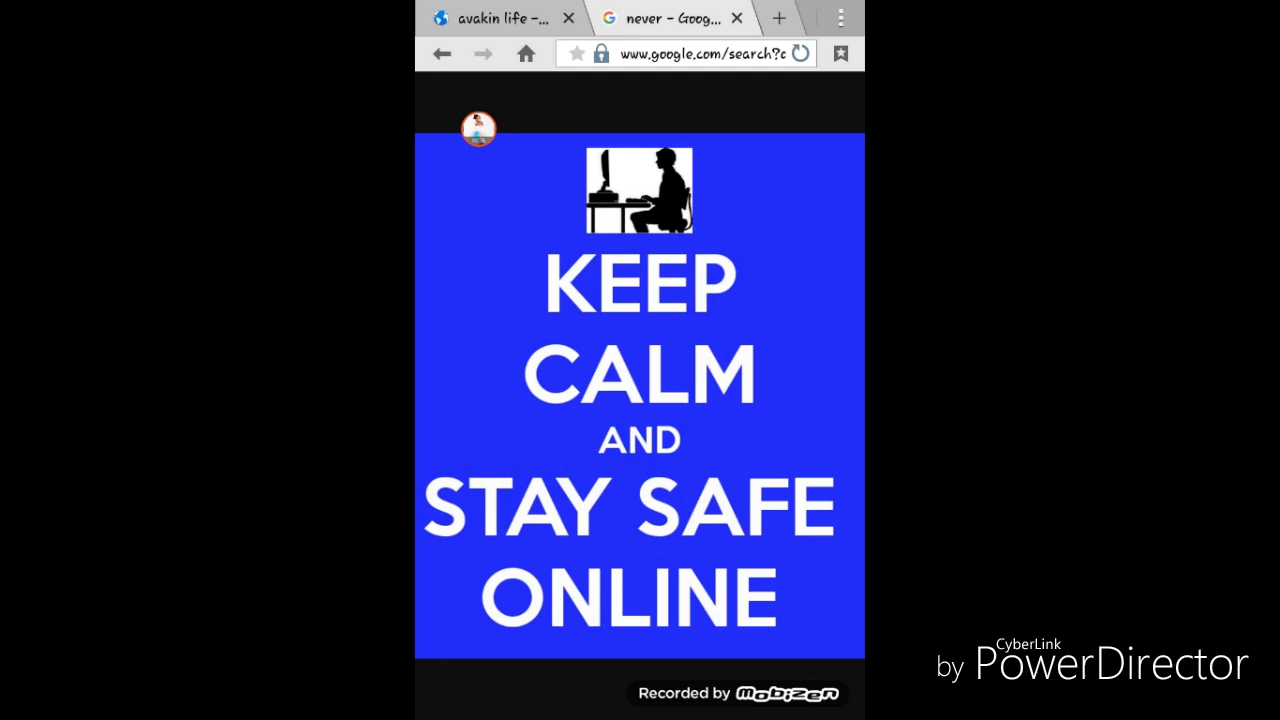 avakin life -...
never - Goog...
www.google.com/search?c
KEEP
CALM
AND
STAY SAFE
ONLINE
CyberLink
by PowerDirector
Recorded by Mobizen